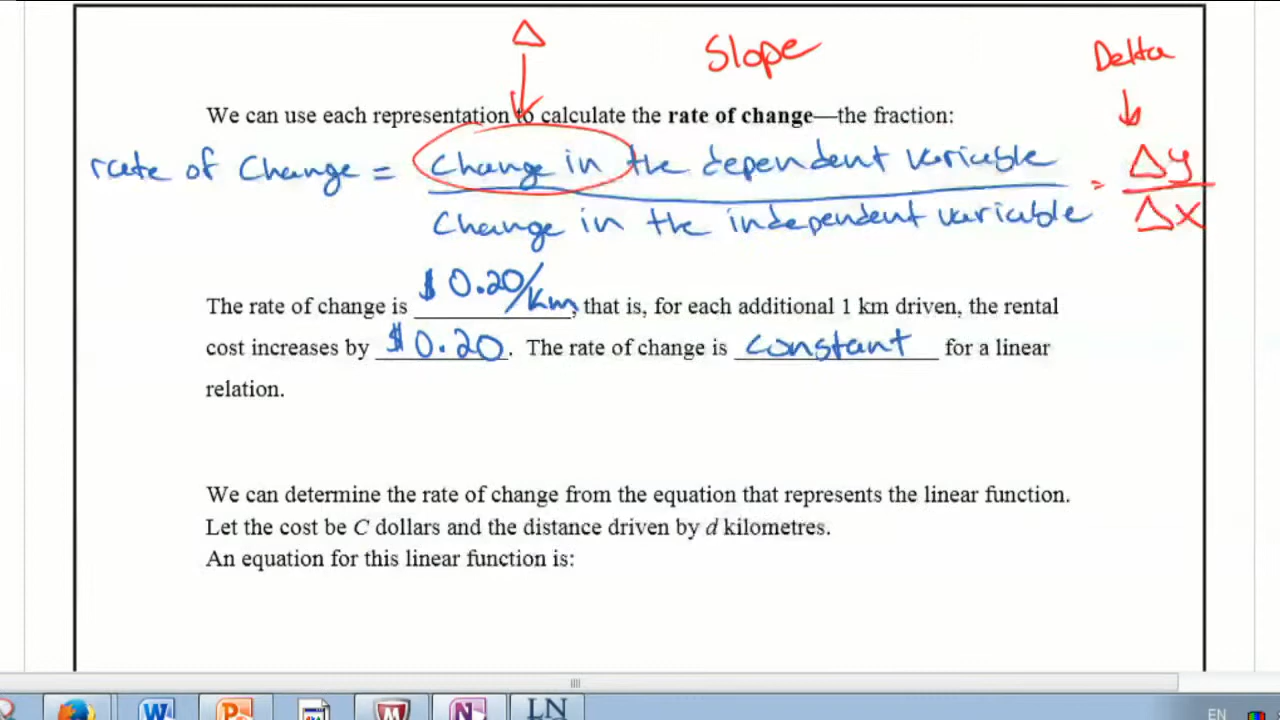 Δ
Slope
Delta
We can use each representation to calculate the rate of change—the fraction:
rate of Change = Change in the dependent variable = Δy
Change in the independent variable Δx
$0.20/km
The rate of change is ____, that is, for each additional 1 km driven, the rental
cost increases by $0.20. The rate of change is constant for a linear
relation.
We can determine the rate of change from the equation that represents the linear function.
Let the cost be C dollars and the distance driven by d kilometres.
An equation for this linear function is:
W
P
N
LN
EN